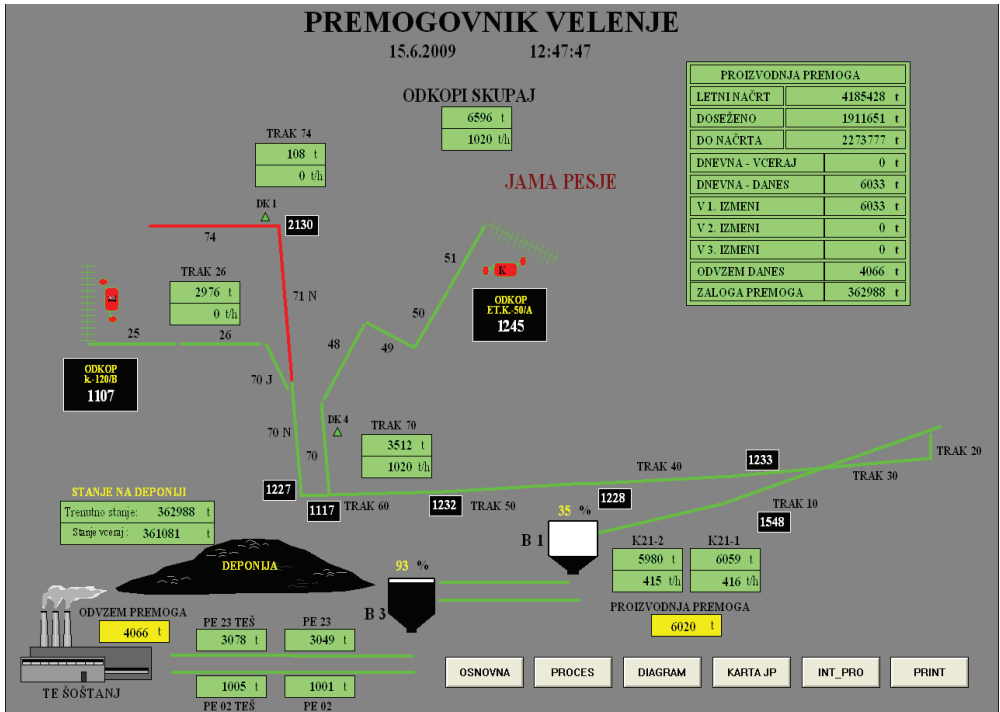 PREMOGOVNIK VELENJE
15.6.2009 12:47:47
PROIZVODNJA PREMOGA
LETNI NAČRT 4185428 t
DOSEŽENO 1911651 t
DO NAČRTA 2273777 t
DNEVNA - VCERAJ 0 t
DNEVNA - DANES 6033 t
V 1. IZMENI 6033 t
V 2. IZMENI 0 t
V 3. IZMENI 0 t
ODVZEM DANES 4066 t
ZALOGA PREMOGA 362988 t
ODKOPI SKUPAJ
6596 t
1020 t/h
TRAK 74
108 t
0 t/h
JAMA PESJE
DK 1
2130
74
71 N
TRAK 26
2976 t
0 t/h
25
26
ODKOP
k.-120/B
1107
70 J
51
K
50
48
49
ODKOP
ET.K.-50/A
1245
DK 4
70 N
70
TRAK 70
3512 t
1020 t/h
1227
1117
TRAK 60
1232
TRAK 50
1228
TRAK 40
1233
TRAK 30
TRAK 20
TRAK 10
1548
STANJE NA DEPONIJI
Trenutno stanje: 362988 t
Stanje vceraj : 361081 t
DEPONIJA
35 %
B 1
93 %
B 3
K21-2
5980 t
415 t/h
K21-1
6059 t
416 t/h
PROIZVODNJA PREMOGA
6020 t
ODVZEM PREMOGA
4066 t
PE 23 TEŠ
3078 t
PE 23
3049 t
1005 t
PE 02 TEŠ
1001 t
PE 02
TE ŠOŠTANJ
OSNOVNA
PROCES
DIAGRAM
KARTA JP
INT_PRO
PRINT